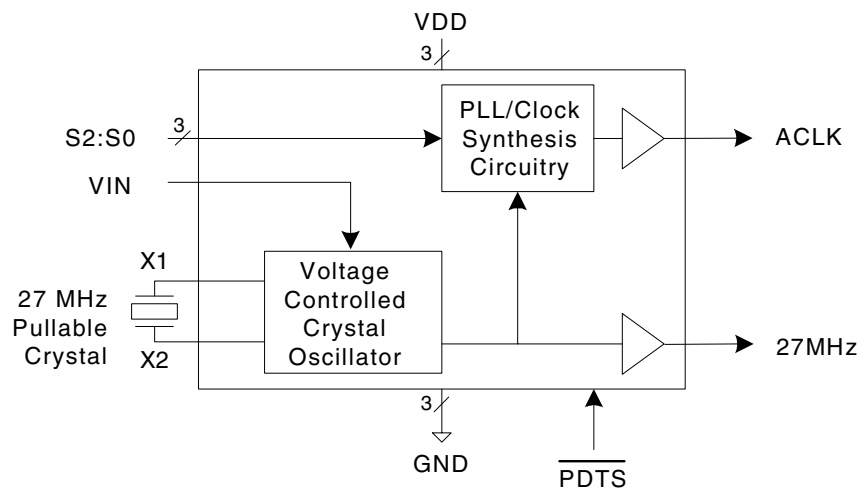 VDD
3
S2:S0
3
PLL/Clock
Synthesis
Circuitry
ACLK
VIN
X1
27 MHz
Pullable
Crystal
X2
Voltage
Controlled
Crystal
Oscillator
27MHz
3
GND
PDTS